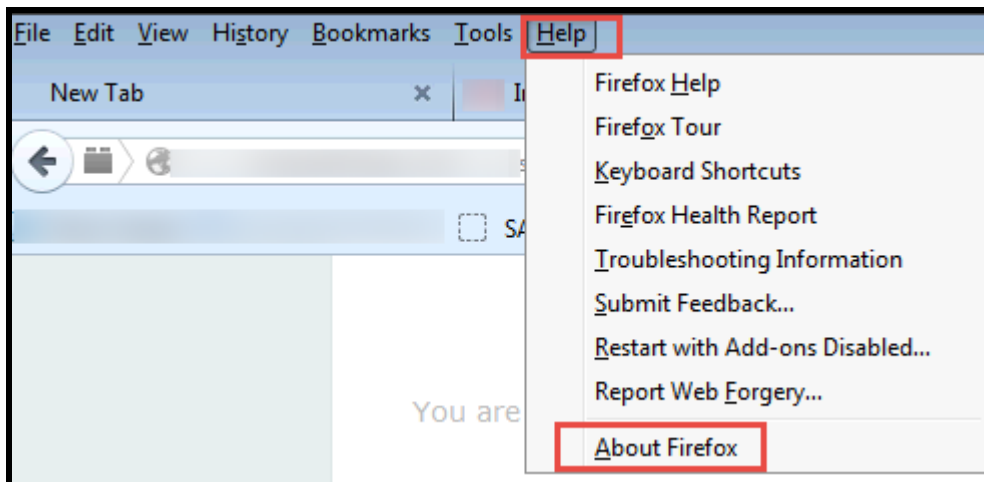 File Edit View History Bookmarks Tools Help
New Tab
Firefox Help
Firefox Tour
Keyboard Shortcuts
Firefox Health Report
Troubleshooting Information
Submit Feedback...
Restart with Add-ons Disabled...
Report Web Forgery...
You are
About Firefox